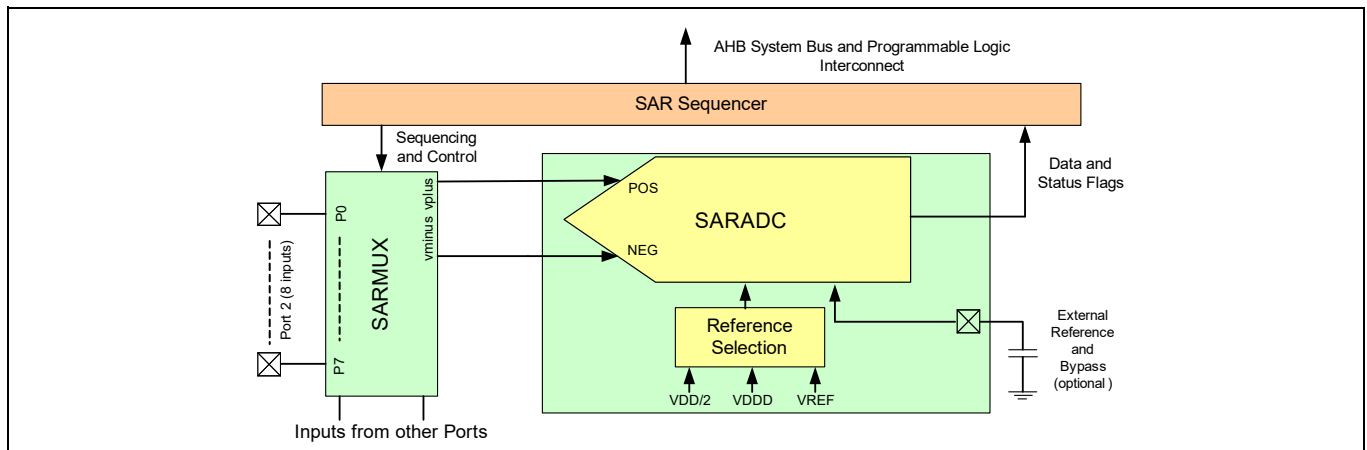 AHB System Bus and Programmable Logic
Interconnect
SAR Sequencer
Sequencing
and Control
Data and
Status Flags
vminus vplus
POS
P0
SARADC
NEG
SARMUX
Port 2 (8 inputs)
P7
Reference
Selection
External
Reference
and
Bypass
(optional )
VDD/2 VDDD VREF
Inputs from other Ports